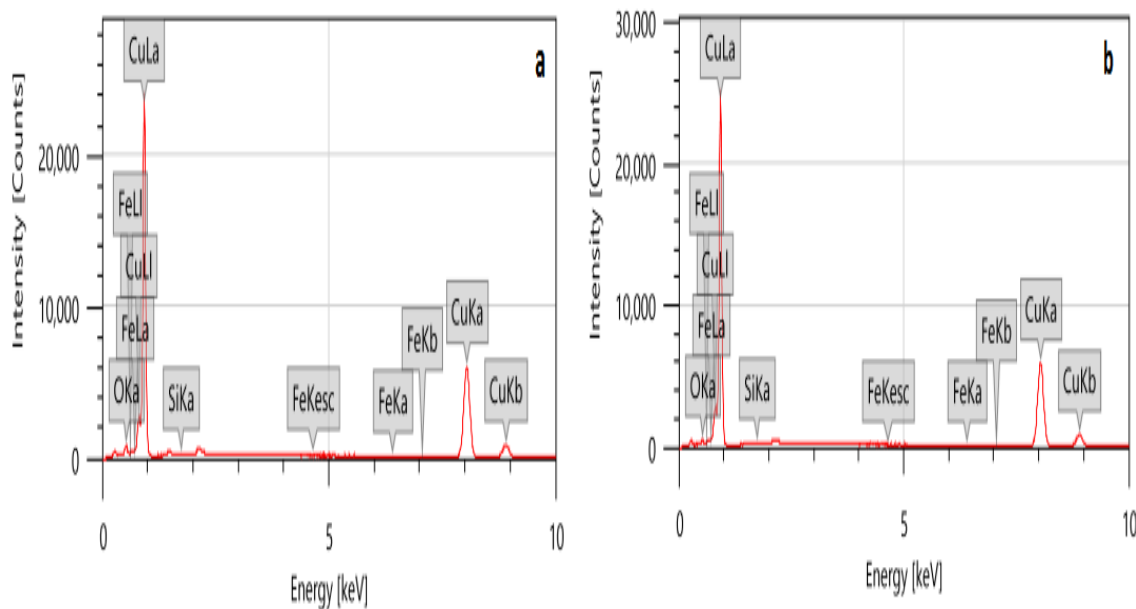 a
CuLa
20,000
FeLl
CuLl
10,000
FeLa
FeKb
CuKa
OKa
SiKa
FeKesc
FeKa
CuKb
0
0
5
10
Energy [keV]
Intensity [Counts]
b
30,000
CuLa
20,000
FeLl
CuLl
10,000
FeLa
FeKb
CuKa
OKa
SiKa
FeKesc
FeKa
CuKb
0
0
5
10
Energy [keV]
Intensity [Counts]